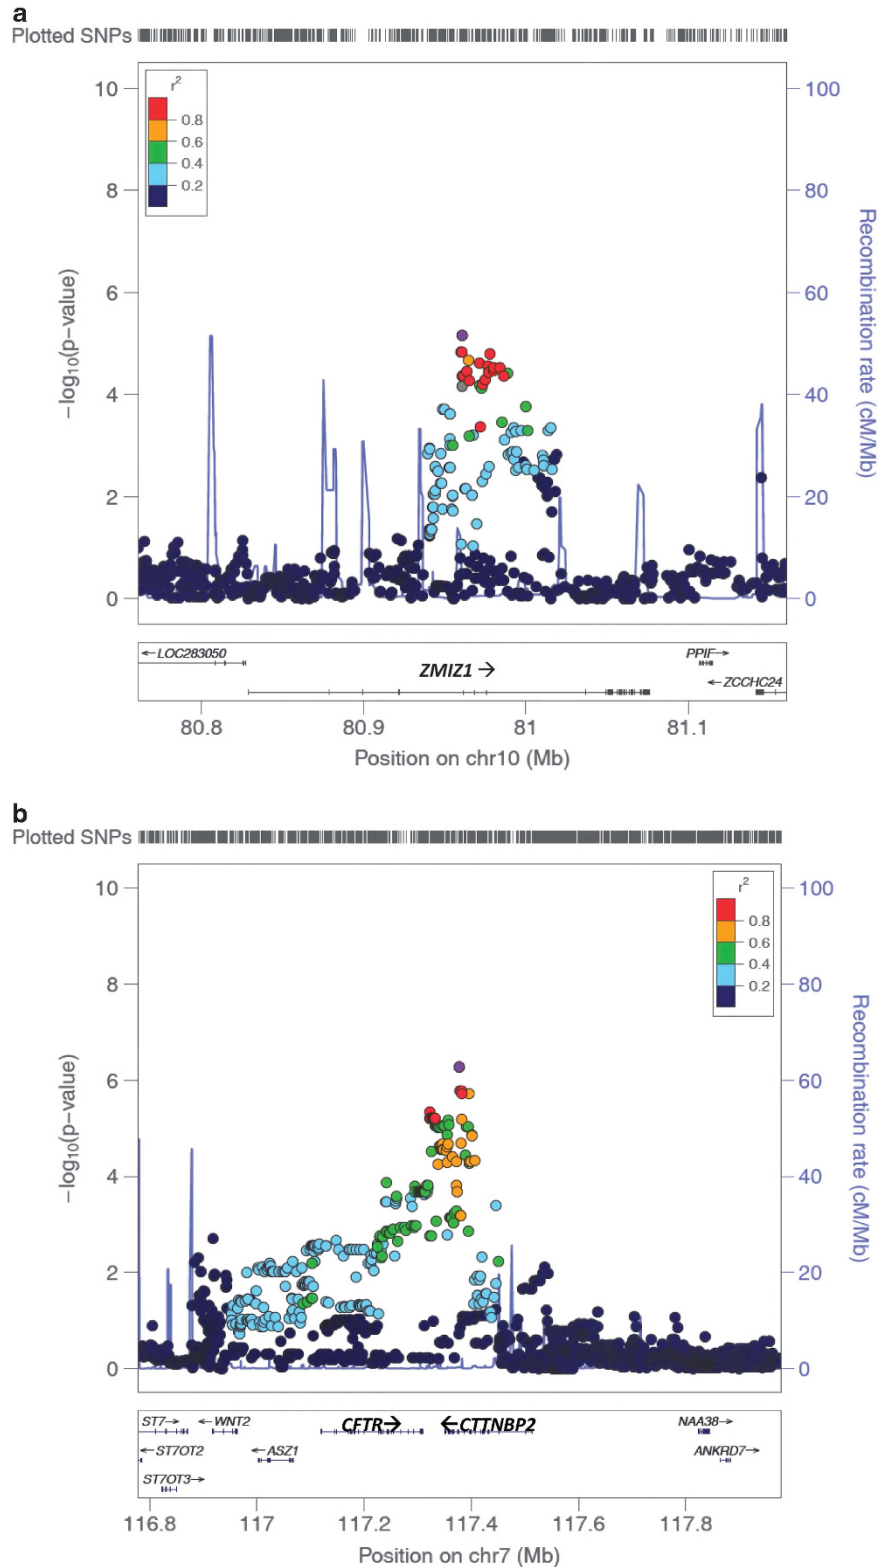 a
Plotted SNPs
r2
0.8
0.6
0.4
0.2
10
8
6
4
2
0
−log10(p−value)
100
80
60
40
20
0
Recombination rate (cM/Mb)
←LOC283050
ZMIZ1 →
PPIF→
←ZCCHC24
80.8 80.9 81 81.1
Position on chr10 (Mb)
b
Plotted SNPs
r2
0.8
0.6
0.4
0.2
10
8
6
4
2
0
−log10(p−value)
100
80
60
40
20
0
Recombination rate (cM/Mb)
ST7→ ←WNT2 CFTR→ ←CTTNBP2 NAA38→
←ST7OT2 ←ASZ1 ANKRD7→
ST7OT3→
116.8 117 117.2 117.4 117.6 117.8
Position on chr7 (Mb)